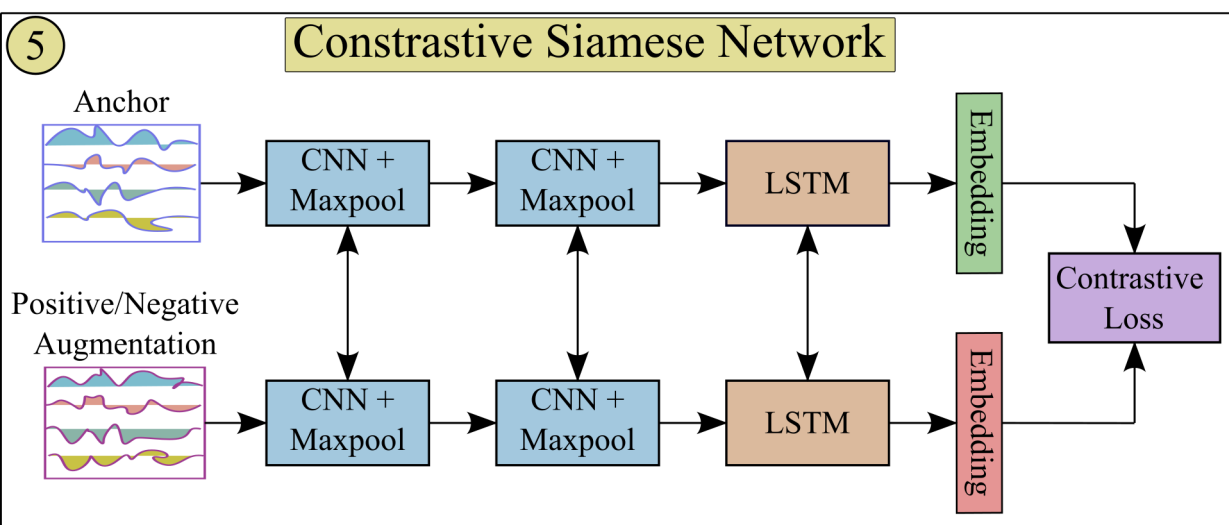 5
Constrastive Siamese Network
Anchor
CNN +
Maxpool
CNN +
Maxpool
LSTM
Embedding
Contrastive
Loss
Positive/Negative
Augmentation
CNN +
Maxpool
CNN +
Maxpool
LSTM
Embedding